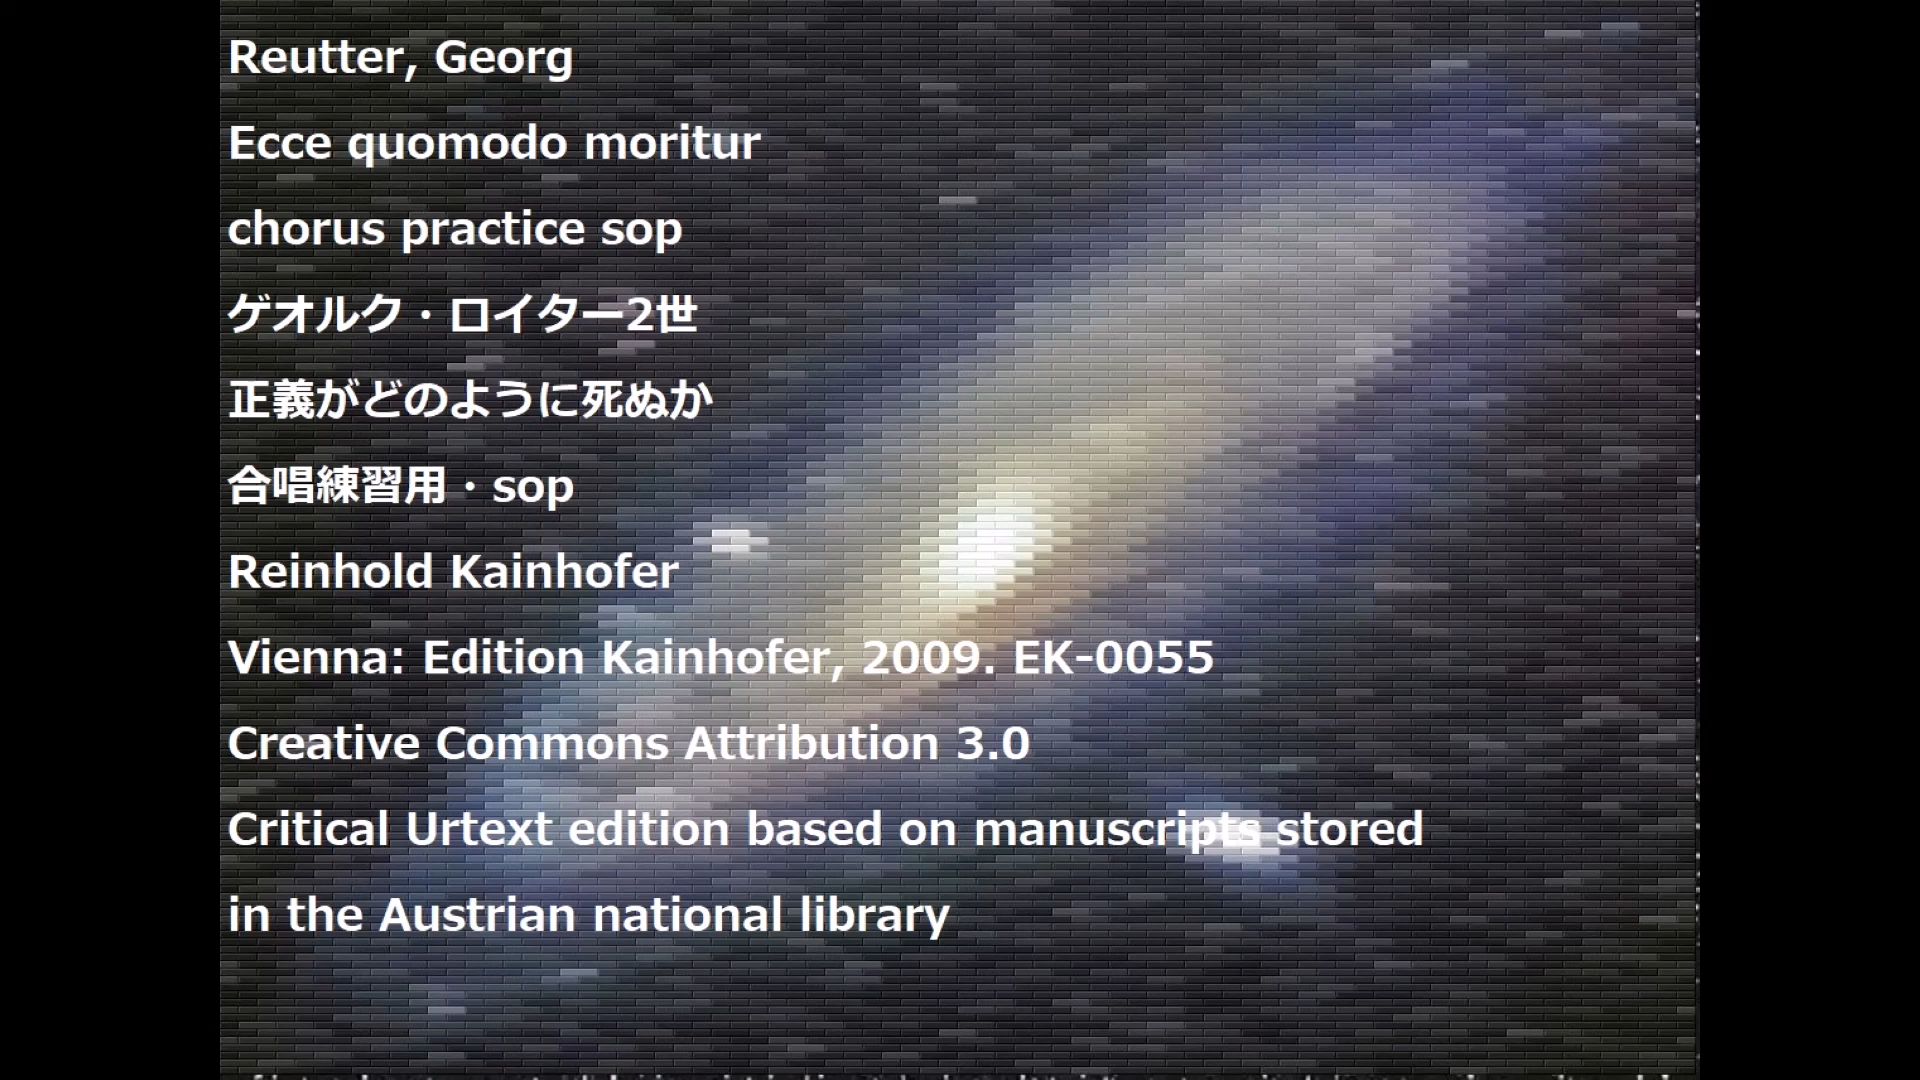 Reutter, Georg
Ecce quomodo moritur
chorus practice sop
ゲオルク・ロイター2世
正義がどのように死ぬか
合唱練習用・sop
Reinhold Kainhofer
Vienna: Edition Kainhofer, 2009. EK-0055
Creative Commons Attribution 3.0
Critical Urtext edition based on manuscripts stored
in the Austrian national library